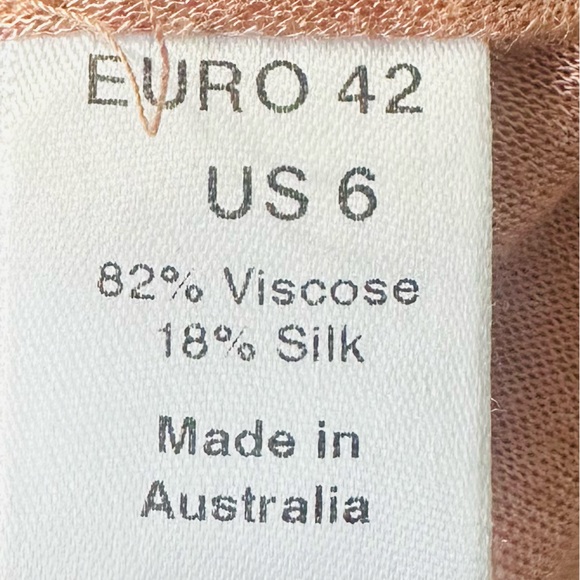 EURO 42
US 6
82% Viscose
18% Silk
Made in
Australia